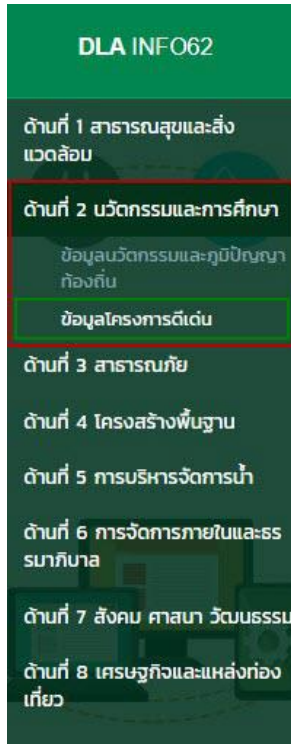 DLA INFO62
ด้านที่ 1 สาธารณสุขและสิ่ง
แวดล้อม
ด้านที่ 2 นวัตกรรมและการศึกษา
ข้อมูลนวัตกรรมและภูมิปัญญา
ท้องถิ่น
ข้อมูลโครงการดีเด่น
ด้านที่ 3 สาธารณภัย
ด้านที่ 4 โครงสร้างพื้นฐาน
ด้านที่ 5 การบริหารจัดการน้ำ
ด้านที่ 6 การจัดการภายในและธร
รมาภิบาล
ด้านที่ 7 สังคม ศาสนา วัฒนธรรม
ด้านที่ 8 เศรษฐกิจและแหล่งท่อง
เที่ยว